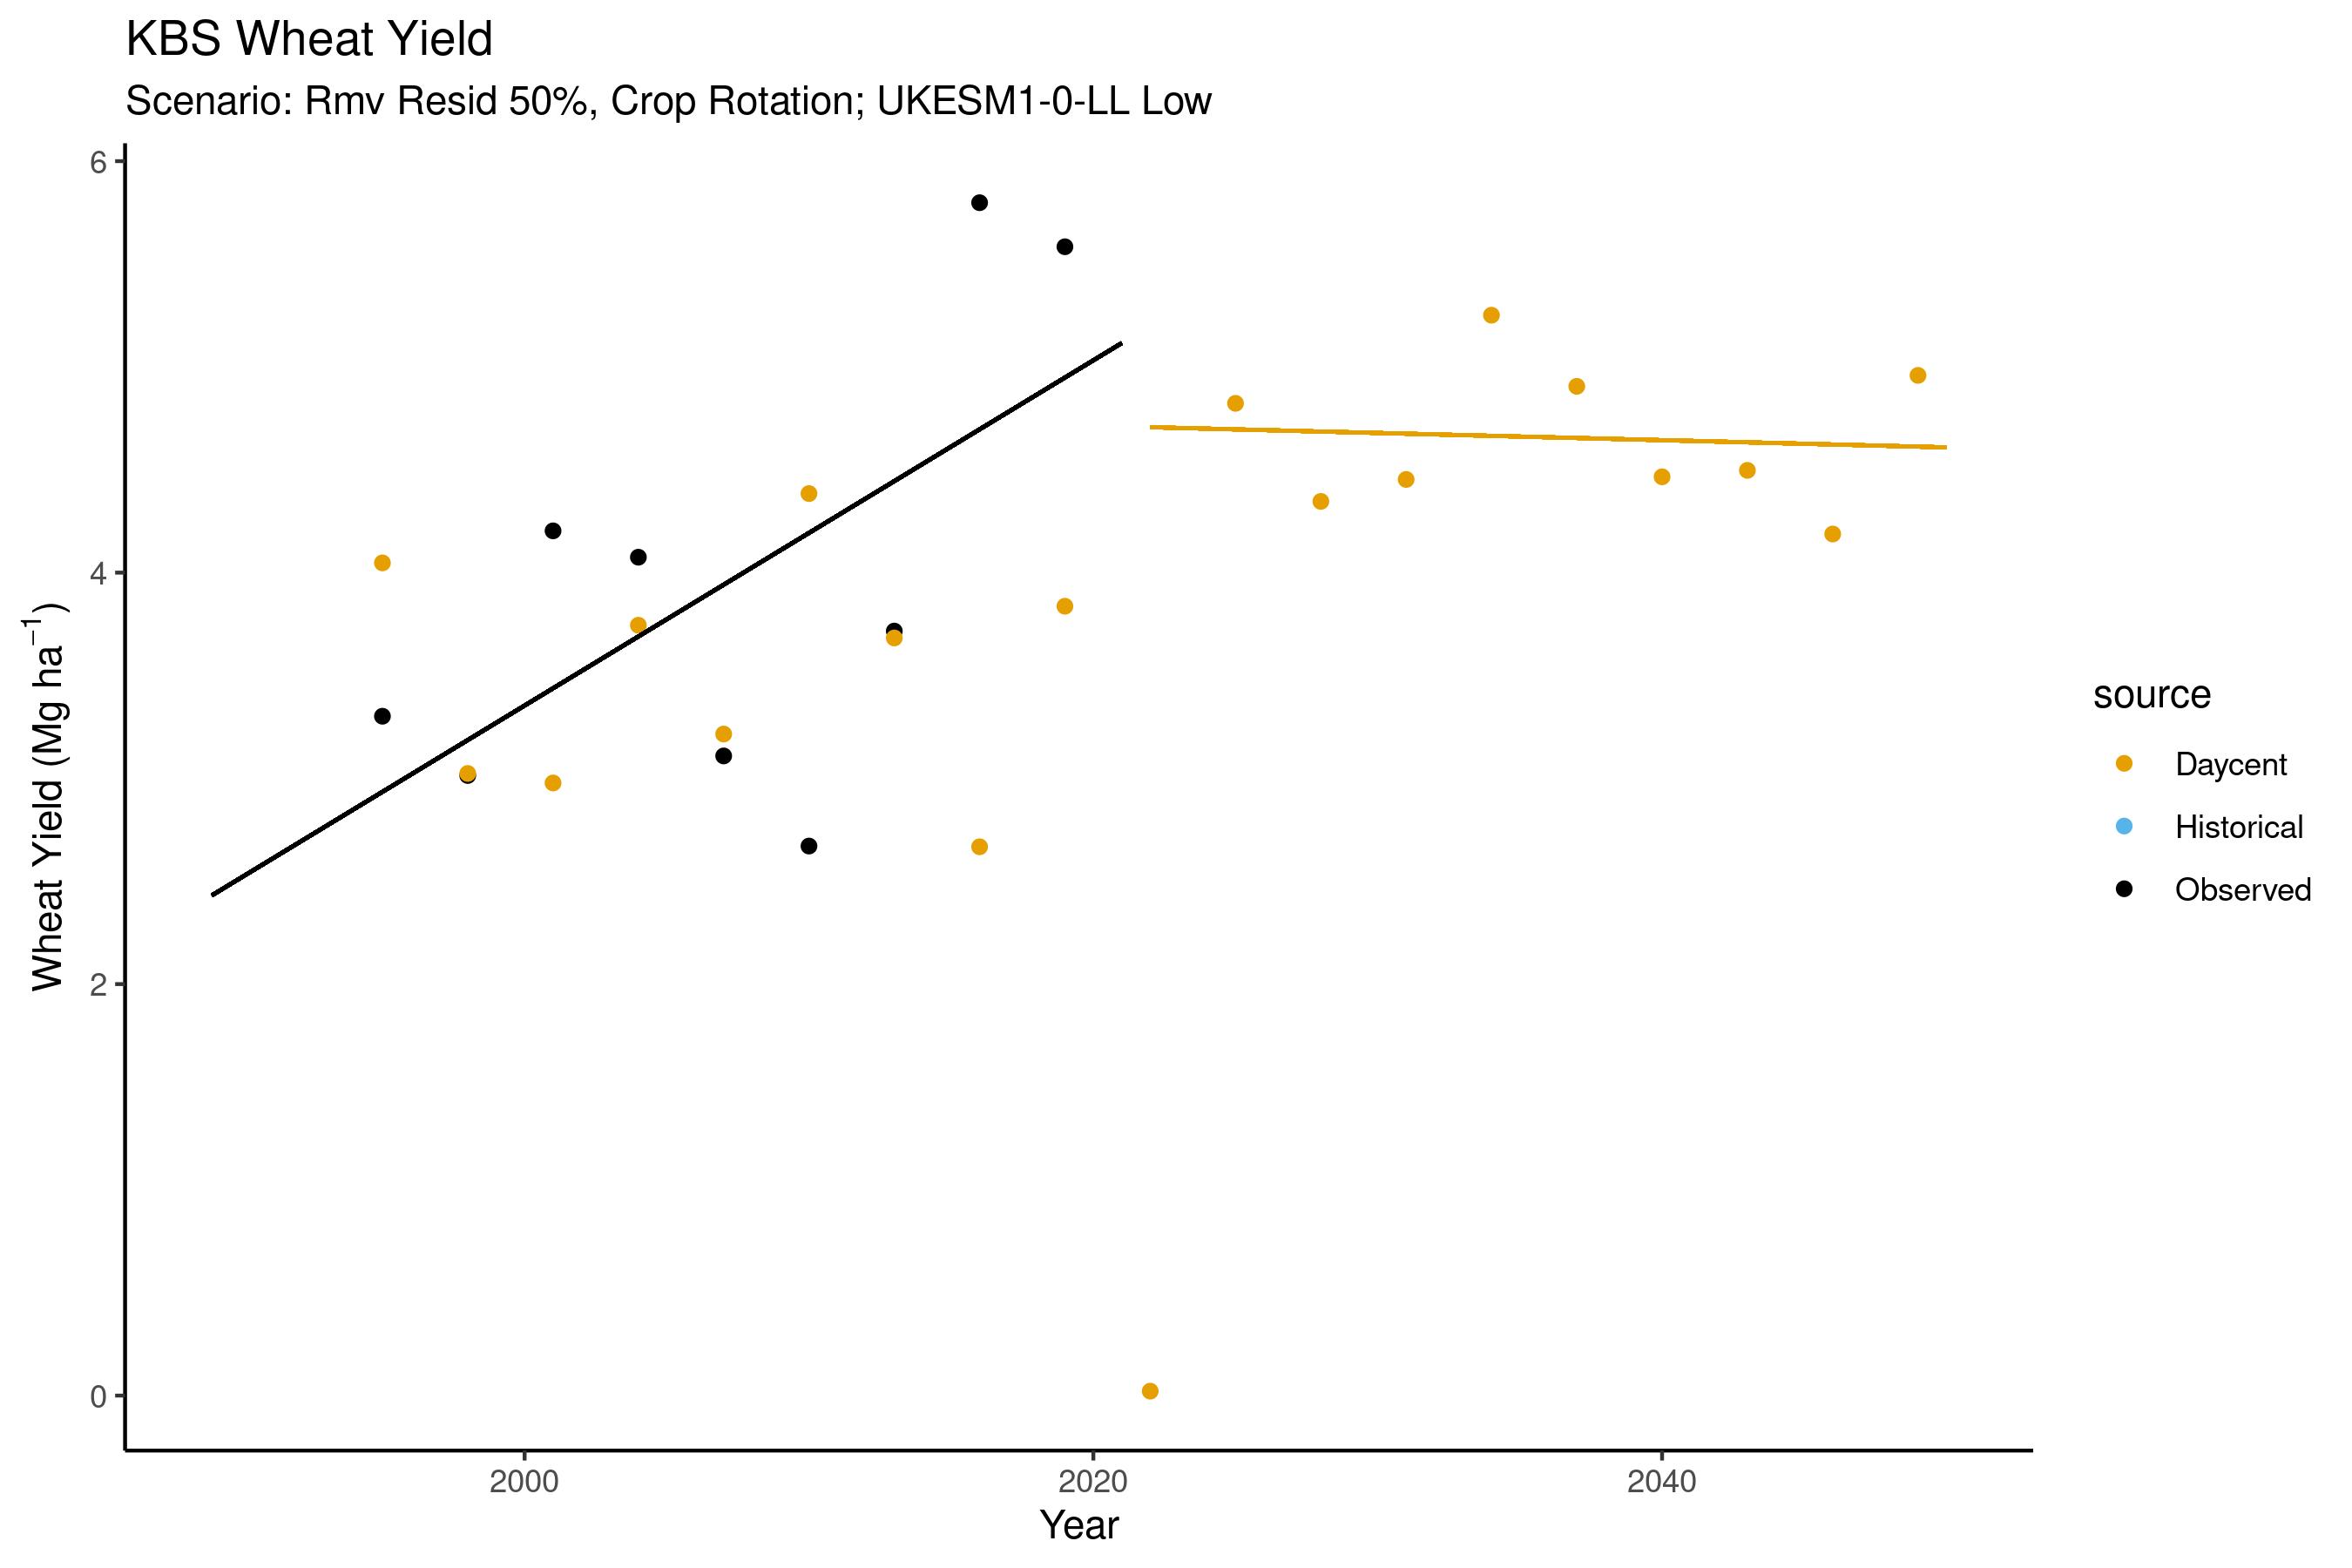 KBS Wheat Yield
Scenario: Rmv Resid 50%, Crop Rotation; UKESM1-0-LL Low
Wheat Yield (Mg ha⁻¹)
6
4
2
0
2000
2020
2040
Year
source
Daycent
Historical
Observed